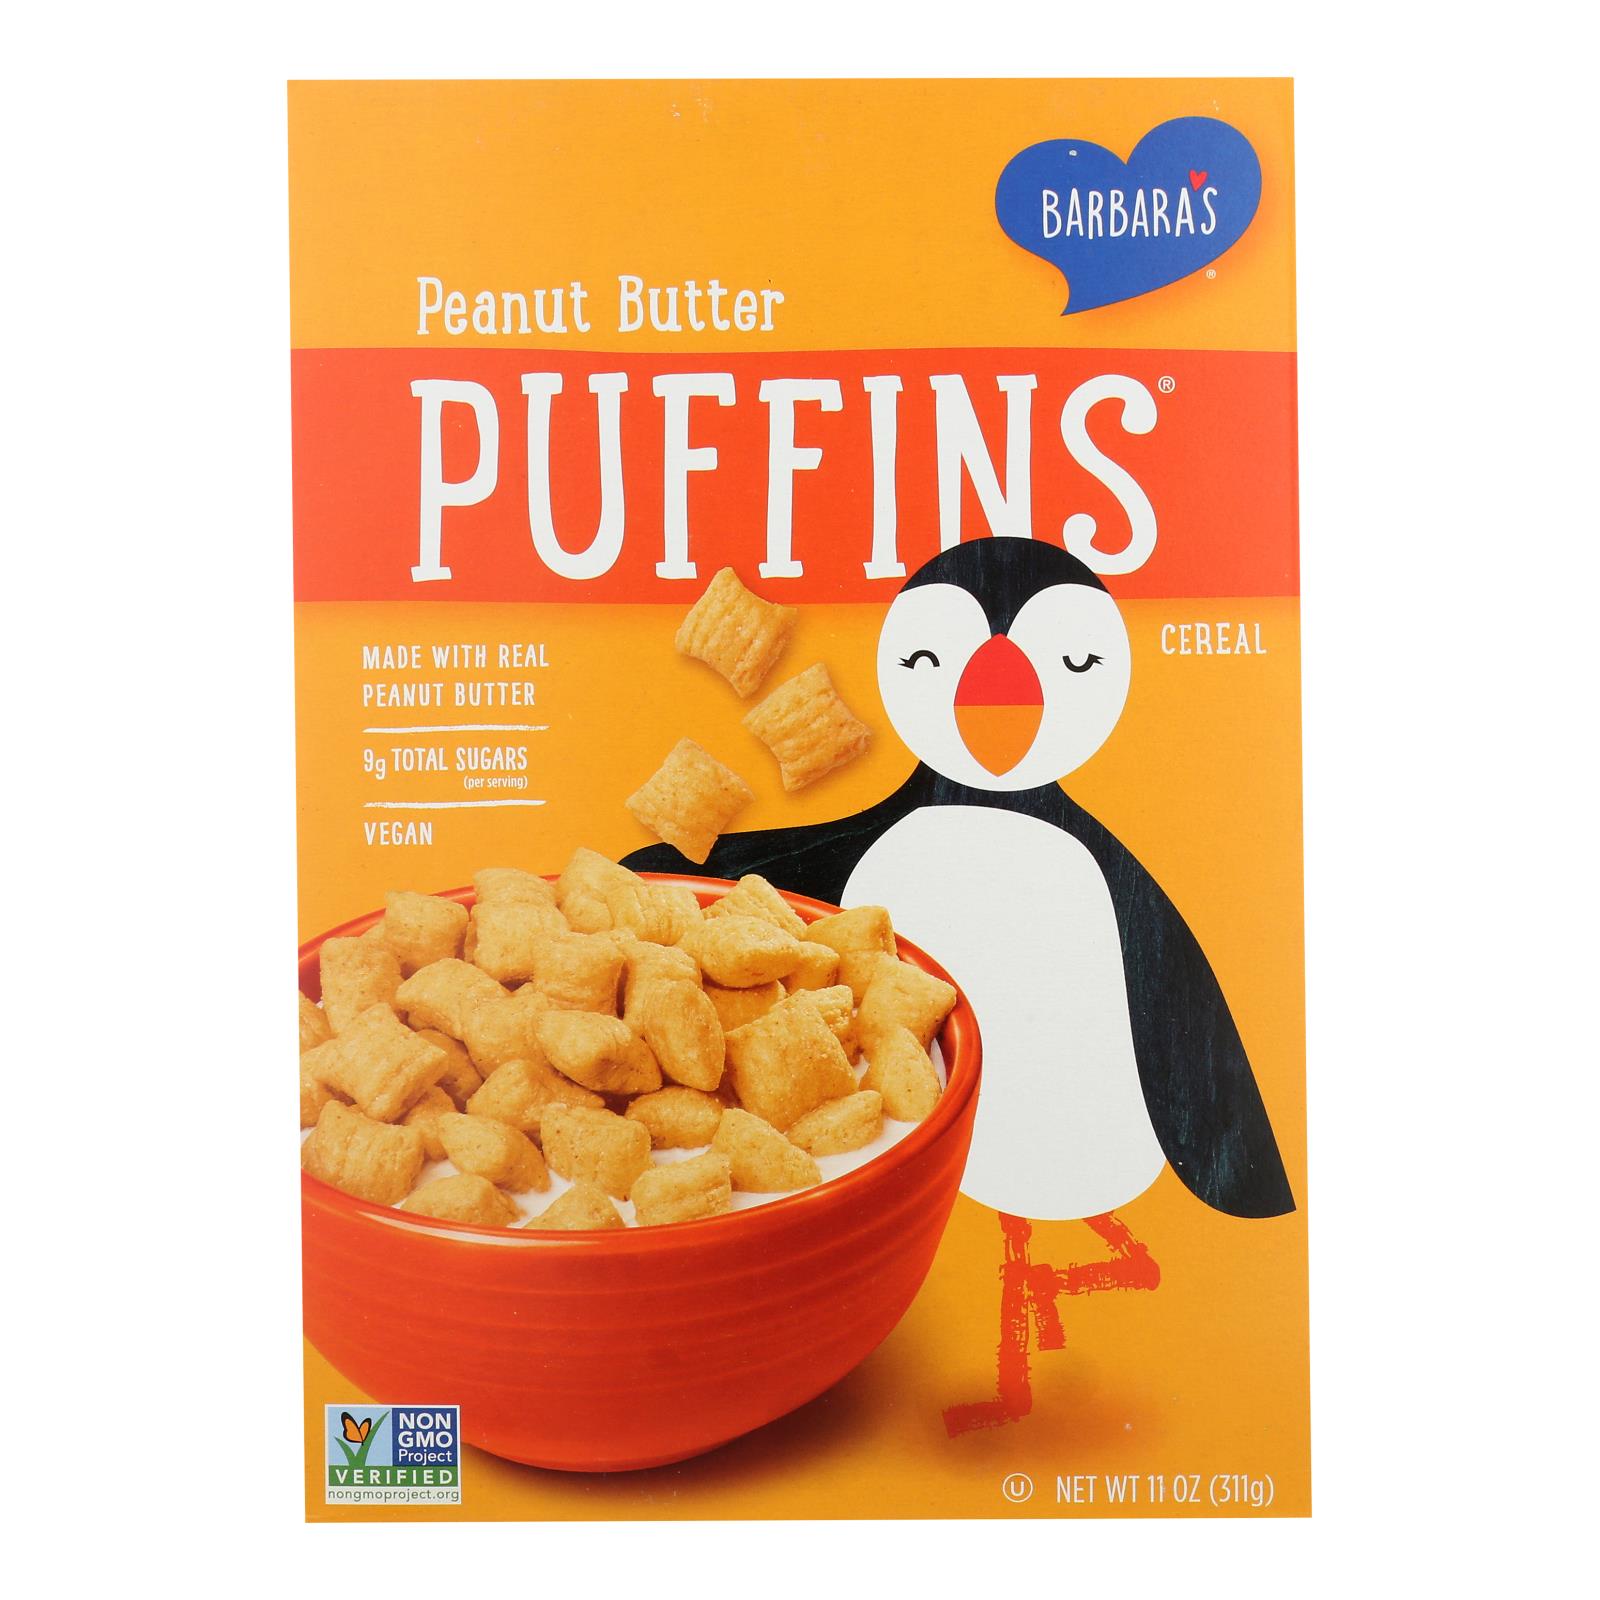 BARBARA'S
®
Peanut Butter
PUFFINS®
CEREAL
MADE WITH REAL
PEANUT BUTTER
9g TOTAL SUGARS
(per serving)
VEGAN
NON
GMO
Project
VERIFIED
nongmoproject.org
U NET WT 11 OZ (311g)